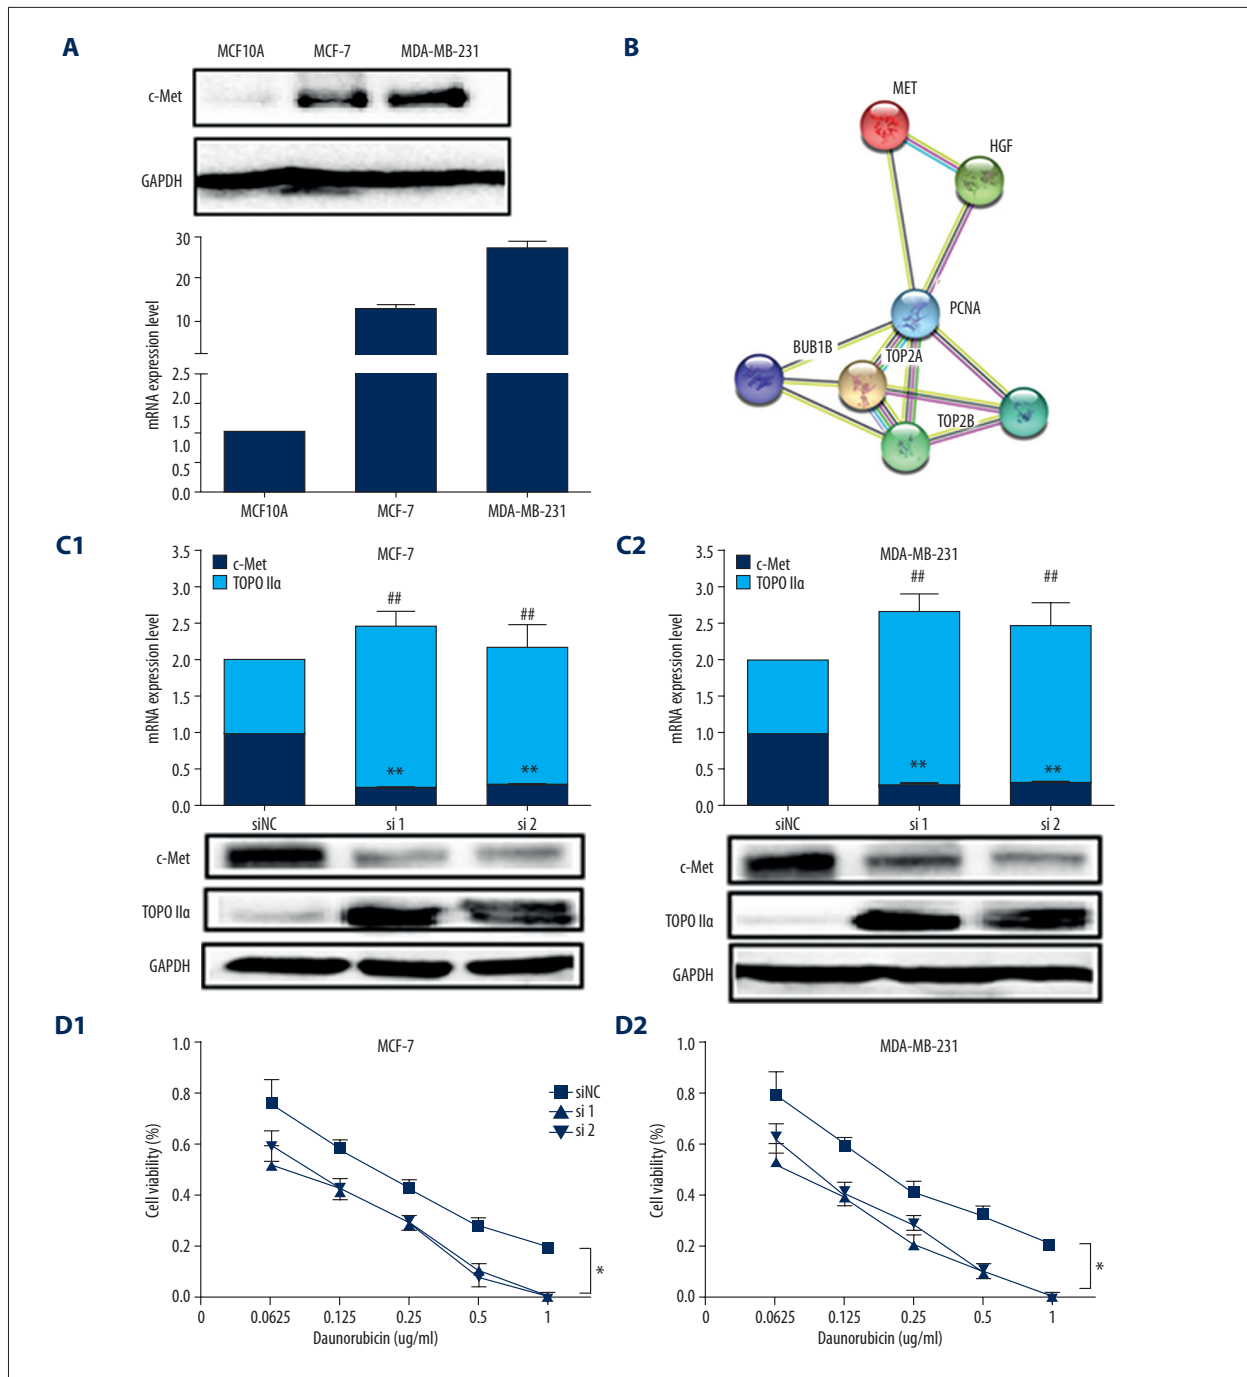 A
MCF10A MCF-7 MDA-MB-231
c-Met
GAPDH
mRNA expression level
30
20
10
2.5
2.0
1.5
1.0
0.5
0.0
MCF10A MCF-7 MDA-MB-231
B
MET
HGF
PCNA
BUB1B
TOP2A
TOP2B
C1
MCF-7
c-Met
TOPO IIα
mRNA expression level
3.5
3.0
2.5
2.0
1.5
1.0
0.5
0.0
## ##
** **
siNC si 1 si 2
c-Met
TOPO IIα
GAPDH
C2
MDA-MB-231
c-Met
TOPO IIα
mRNA expression level
3.5
3.0
2.5
2.0
1.5
1.0
0.5
0.0
## ##
** **
siNC si 1 si 2
c-Met
TOPO IIα
GAPDH
D1
MCF-7
siNC
si 1
si 2
Cell viability (%)
1.0
0.8
0.6
0.4
0.2
0.0
*
0 0.0625 0.125 0.25 0.5 1
Daunorubicin (ug/ml)
D2
MDA-MB-231
Cell viability (%)
1.0
0.8
0.6
0.4
0.2
0.0
*
0 0.0625 0.125 0.25 0.5 1
Daunorubicin (ug/ml)